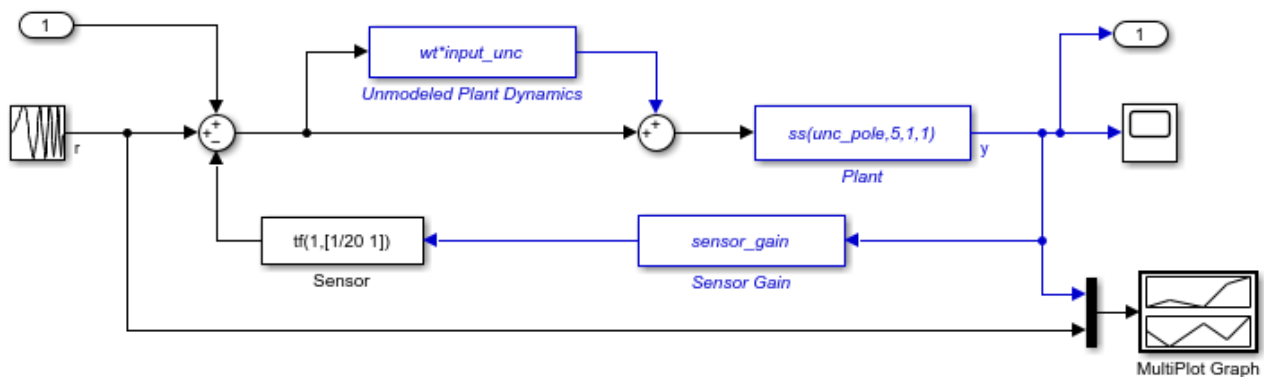 1
wt*input_unc
Unmodeled Plant Dynamics
1
r
+
+
−
+
+
ss(unc_pole,5,1,1)
Plant
y
tf(1,[1/20 1])
Sensor
sensor_gain
Sensor Gain
MultiPlot Graph